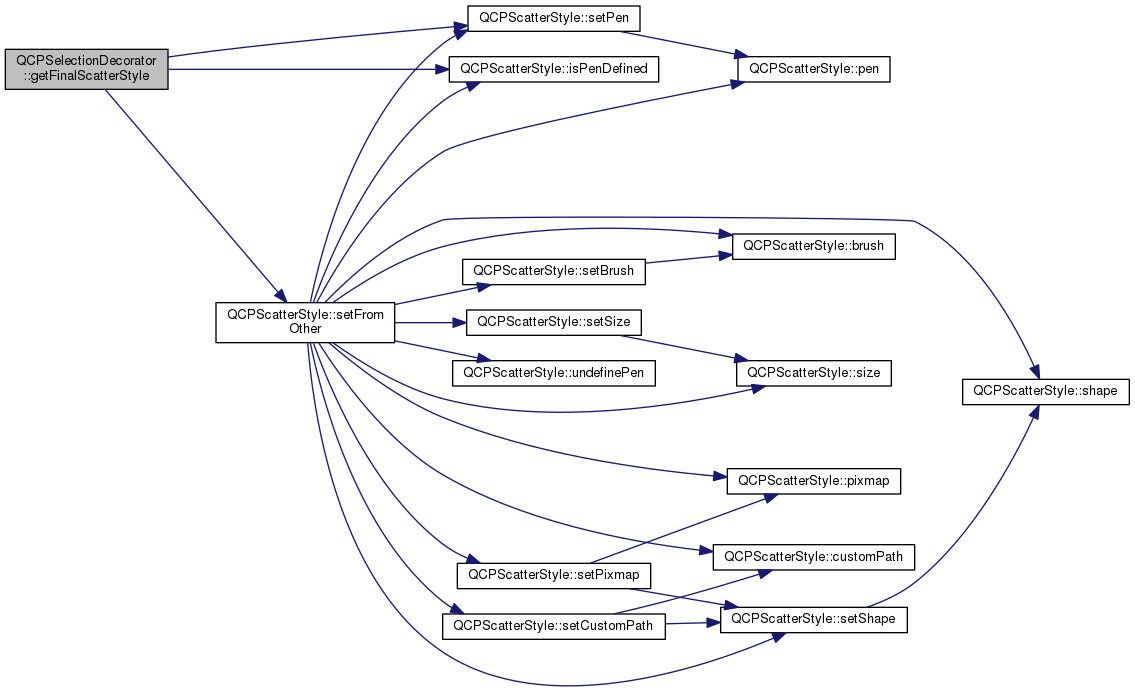 QCPScatterStyle::setPen
QCPSelectionDecorator
::getFinalScatterStyle
QCPScatterStyle::isPenDefined
QCPScatterStyle::pen
QCPScatterStyle::brush
QCPScatterStyle::setBrush
QCPScatterStyle::setFrom
Other
QCPScatterStyle::setSize
QCPScatterStyle::undefinePen
QCPScatterStyle::size
QCPScatterStyle::shape
QCPScatterStyle::pixmap
QCPScatterStyle::customPath
QCPScatterStyle::setPixmap
QCPScatterStyle::setCustomPath
QCPScatterStyle::setShape